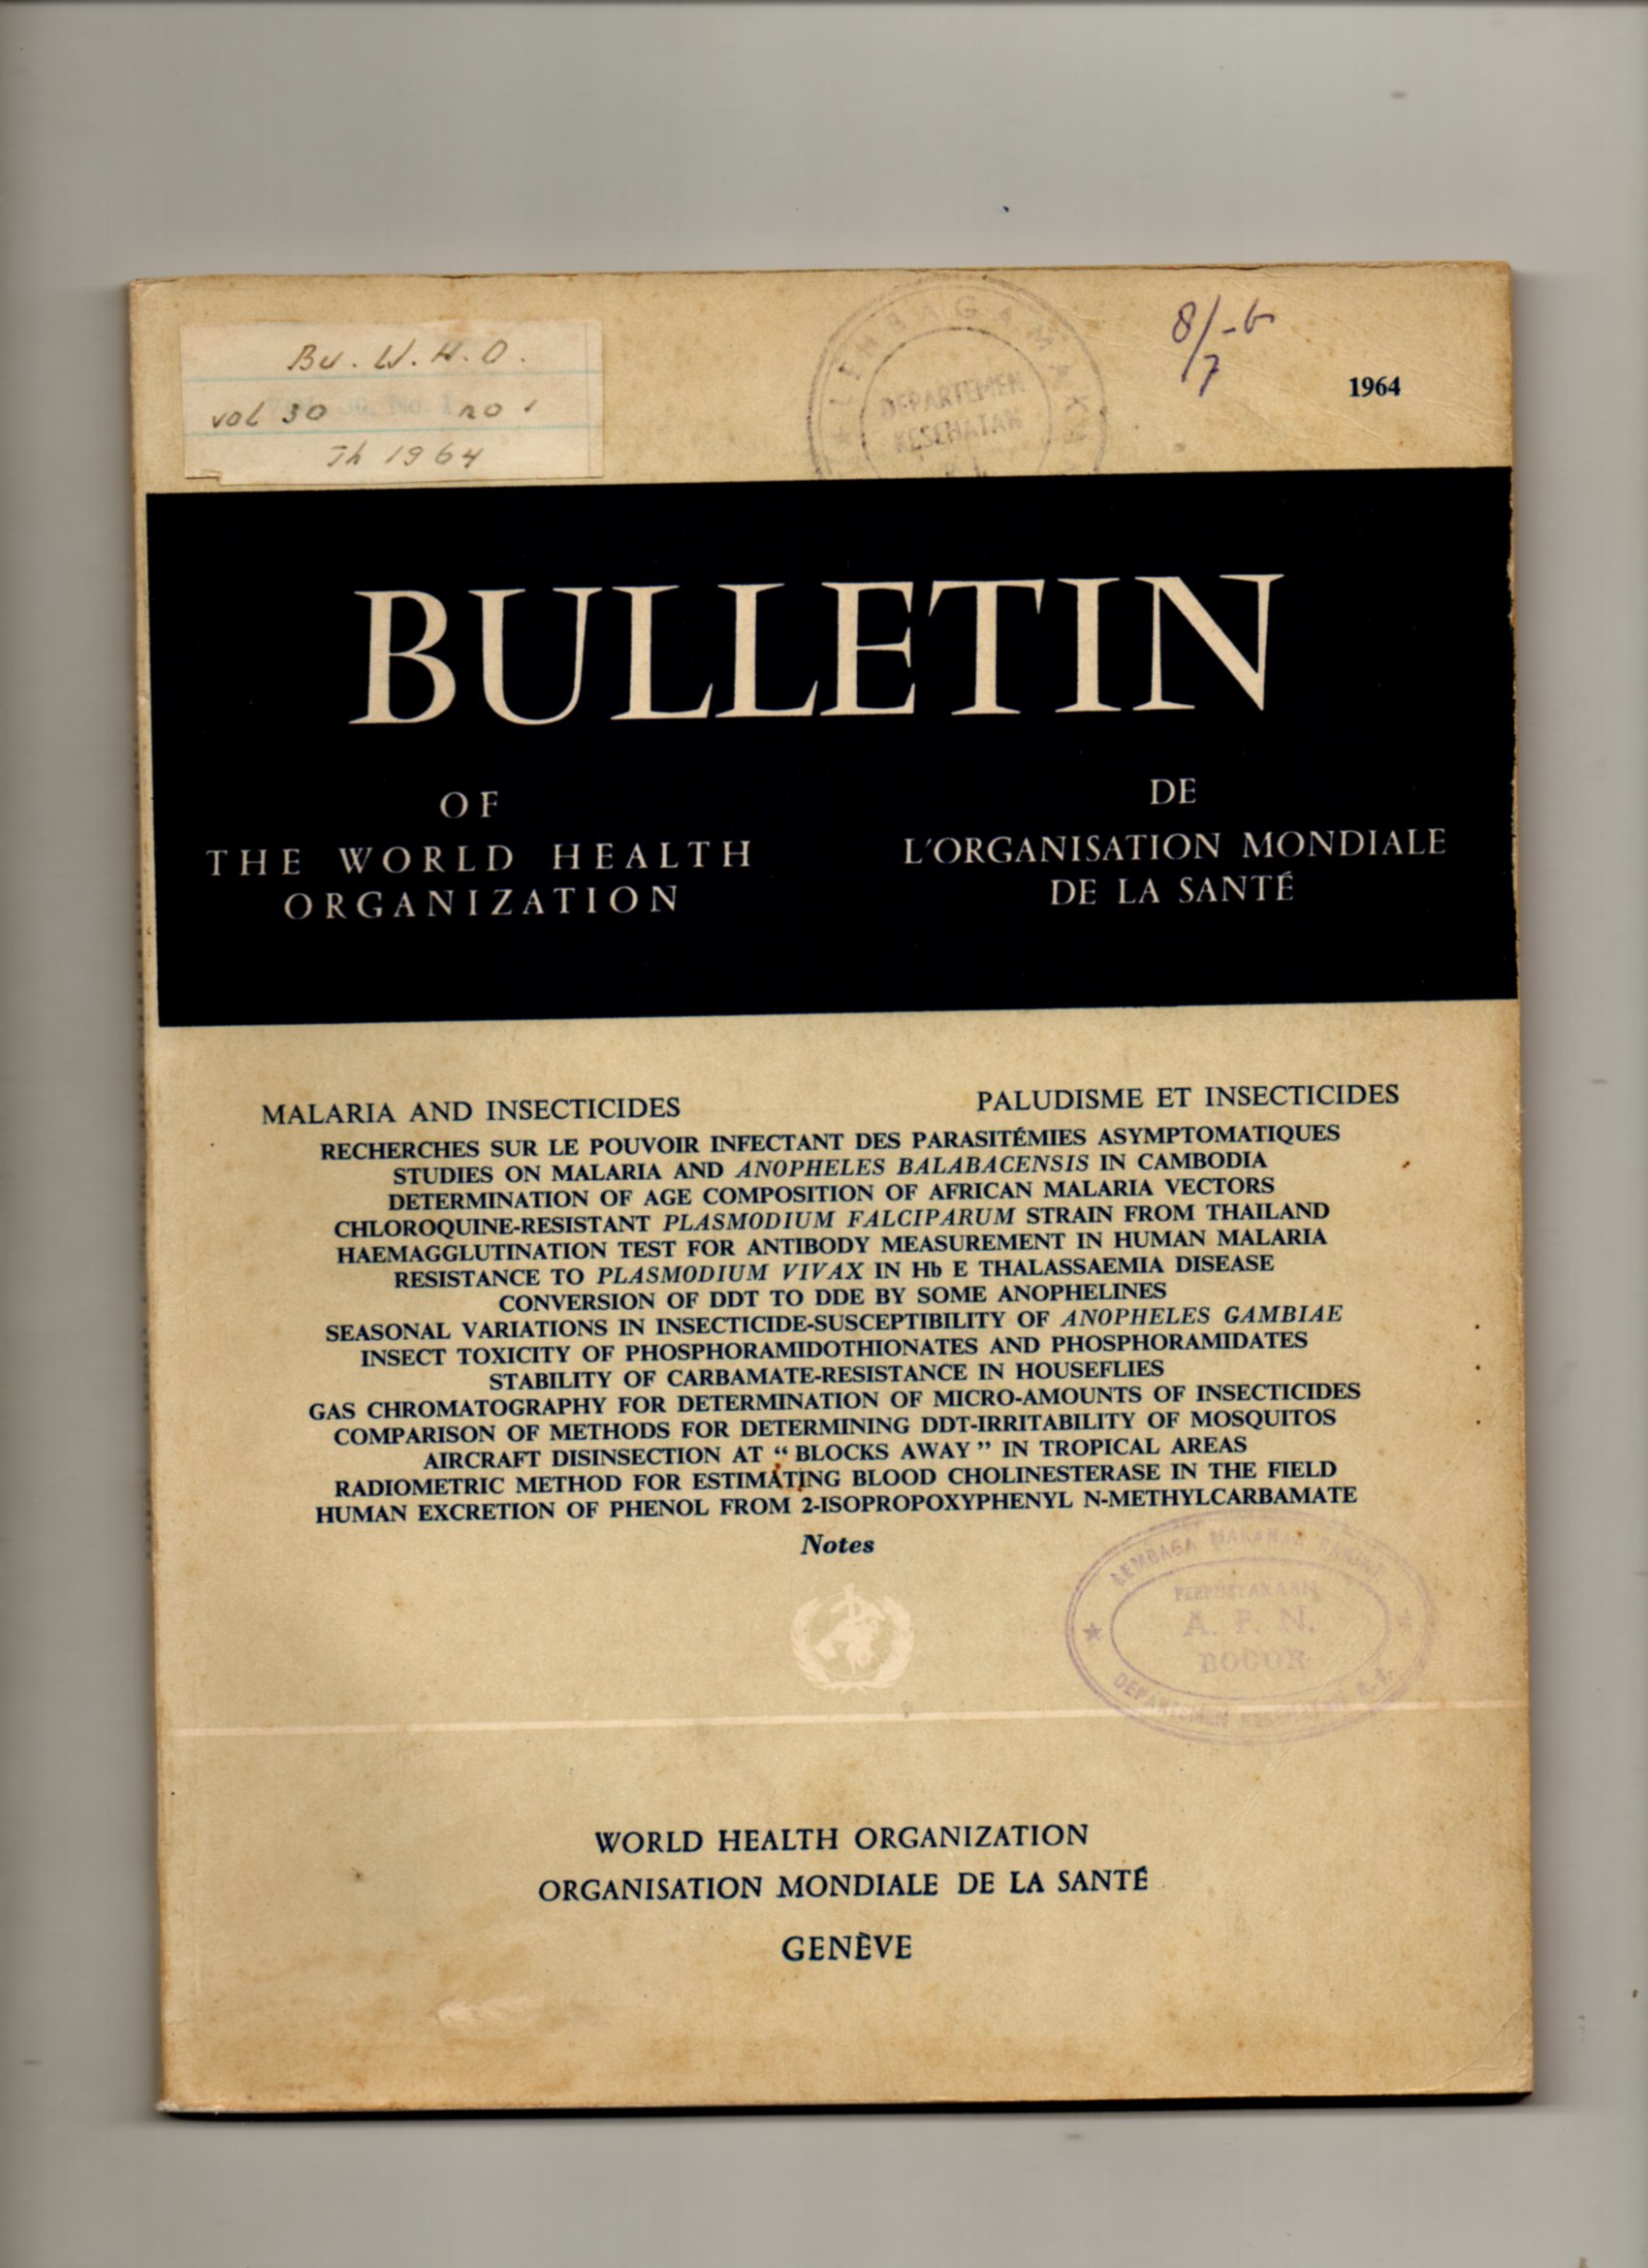 Bu. W. H. O.
vol 30 no 1
Th 1964
LEMBAGA MAKA
DEPARTEMEN
KESEHATAN
R. I.
8/-6
7
1964
BULLETIN
OF
THE WORLD HEALTH
ORGANIZATION
DE
L'ORGANISATION MONDIALE
DE LA SANTÉ
MALARIA AND INSECTICIDES
PALUDISME ET INSECTICIDES
RECHERCHES SUR LE POUVOIR INFECTANT DES PARASITÉMIES ASYMPTOMATIQUES
STUDIES ON MALARIA AND ANOPHELES BALABACENSIS IN CAMBODIA
DETERMINATION OF AGE COMPOSITION OF AFRICAN MALARIA VECTORS
CHLOROQUINE-RESISTANT PLASMODIUM FALCIPARUM STRAIN FROM THAILAND
HAEMAGGLUTINATION TEST FOR ANTIBODY MEASUREMENT IN HUMAN MALARIA
RESISTANCE TO PLASMODIUM VIVAX IN Hb E THALASSAEMIA DISEASE
CONVERSION OF DDT TO DDE BY SOME ANOPHELINES
SEASONAL VARIATIONS IN INSECTICIDE-SUSCEPTIBILITY OF ANOPHELES GAMBIAE
INSECT TOXICITY OF PHOSPHORAMIDOTHIONATES AND PHOSPHORAMIDATES
STABILITY OF CARBAMATE-RESISTANCE IN HOUSEFLIES
GAS CHROMATOGRAPHY FOR DETERMINATION OF MICRO-AMOUNTS OF INSECTICIDES
COMPARISON OF METHODS FOR DETERMINING DDT-IRRITABILITY OF MOSQUITOS
AIRCRAFT DISINSECTION AT “ BLOCKS AWAY ” IN TROPICAL AREAS
RADIOMETRIC METHOD FOR ESTIMATING BLOOD CHOLINESTERASE IN THE FIELD
HUMAN EXCRETION OF PHENOL FROM 2-ISOPROPOXYPHENYL N-METHYLCARBAMATE
Notes
LEMBAGA MAKANAN RAKJAT
PERPUSTAKAAN
A. P. N.
BOGOR
DEPARTEMEN KESEHATAN R. I.
WORLD HEALTH ORGANIZATION
ORGANISATION MONDIALE DE LA SANTÉ
GENÈVE